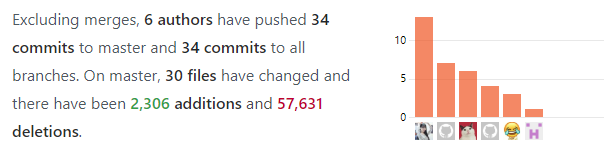 Excluding merges, 6 authors have pushed 34
commits to master and 34 commits to all
branches. On master, 30 files have changed and
there have been 2,306 additions and 57,631
deletions.
10
5
0